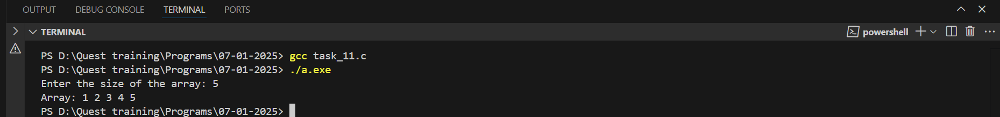 OUTPUT DEBUG CONSOLE TERMINAL PORTS
TERMINAL powershell
PS D:\Quest training\Programs\07-01-2025> gcc task_11.c
PS D:\Quest training\Programs\07-01-2025> ./a.exe
Enter the size of the array: 5
Array: 1 2 3 4 5
PS D:\Quest training\Programs\07-01-2025>